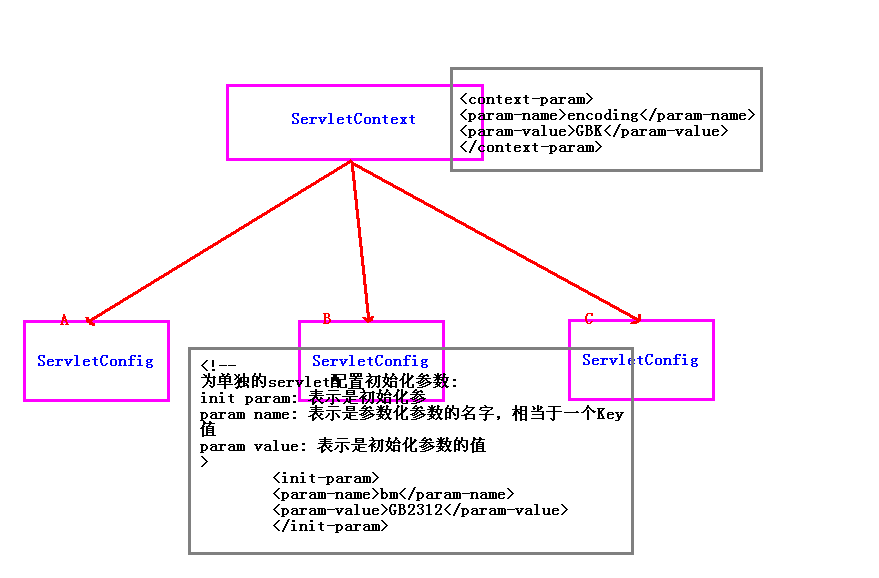 ServletContext
<context-param>
<param-name>encoding</param-name>
<param-value>GBK</param-value>
</context-param>
A
B
C
ServletConfig
ServletConfig
ServletConfig
<!--
为单独的servlet配置初始化参数:
init param: 表示是初始化参
param name: 表示是参数化参数的名字，相当于一个Key
值
param value: 表示是初始化参数的值
>
<init-param>
<param-name>bm</param-name>
<param-value>GB2312</param-value>
</init-param>